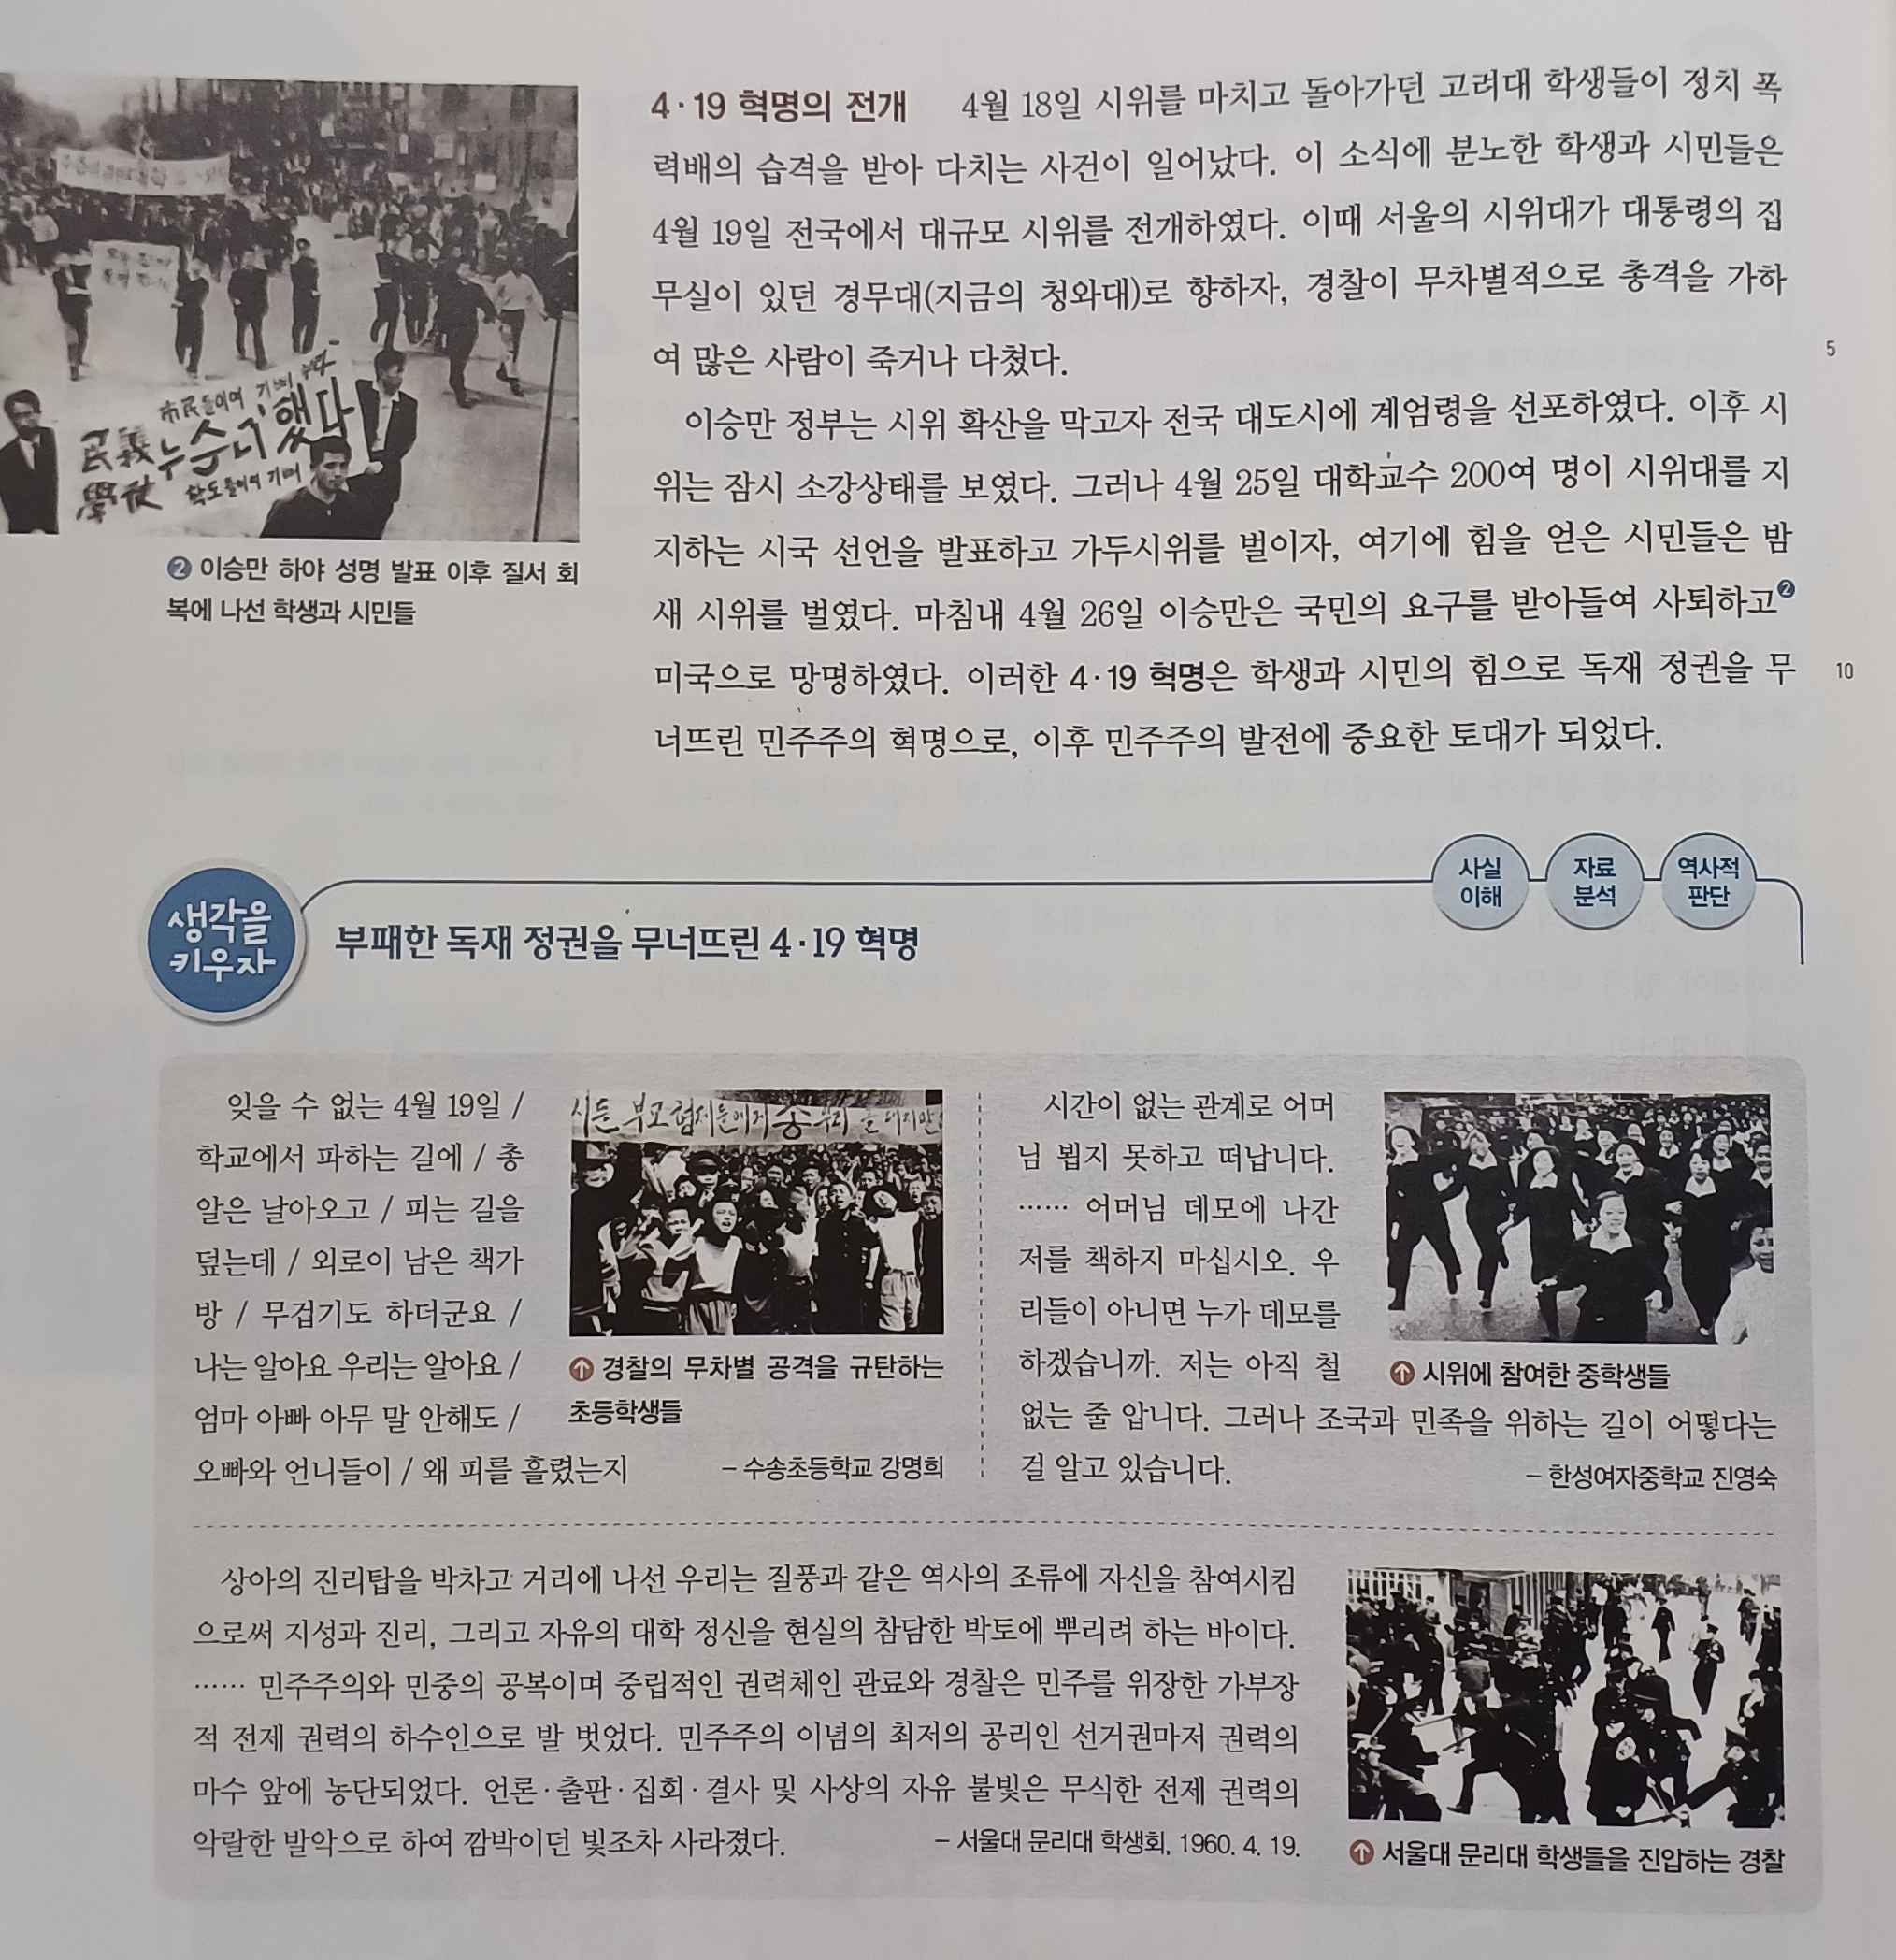 4·19 혁명의 전개 4월 18일 시위를 마치고 돌아가던 고려대 학생들이 정치 폭
력배의 습격을 받아 다치는 사건이 일어났다. 이 소식에 분노한 학생과 시민들은
4월 19일 전국에서 대규모 시위를 전개하였다. 이때 서울의 시위대가 대통령의 집
무실이 있던 경무대(지금의 청와대)로 향하자, 경찰이 무차별적으로 총격을 가하
여 많은 사람이 죽거나 다쳤다.
5
이승만 정부는 시위 확산을 막고자 전국 대도시에 계엄령을 선포하였다. 이후 시
위는 잠시 소강상태를 보였다. 그러나 4월 25일 대학교수 200여 명이 시위대를 지
지하는 시국 선언을 발표하고 가두시위를 벌이자, 여기에 힘을 얻은 시민들은 밤
새 시위를 벌였다. 마침내 4월 26일 이승만은 국민의 요구를 받아들여 사퇴하고❷
미국으로 망명하였다. 이러한 4·19 혁명은 학생과 시민의 힘으로 독재 정권을 무
10
너뜨린 민주주의 혁명으로, 이후 민주주의 발전에 중요한 토대가 되었다.
市民들이여
民義
學徒
❷ 이승만 하야 성명 발표 이후 질서 회
복에 나선 학생과 시민들
생각을
키우자
부패한 독재 정권을 무너뜨린 4·19 혁명
사실
이해
자료
분석
역사적
판단
잊을 수 없는 4월 19일 /
학교에서 파하는 길에 / 총
알은 날아오고 / 피는 길을
덮는데 / 외로이 남은 책가
방 / 무겁기도 하더군요 /
나는 알아요 우리는 알아요 /
엄마 아빠 아무 말 안해도 /
오빠와 언니들이 / 왜 피를 흘렸는지
– 수송초등학교 강명희
부모형제들에게
경찰의 무차별 공격을 규탄하는
초등학생들
시간이 없는 관계로 어머
님 뵙지 못하고 떠납니다.
…… 어머님 데모에 나간
저를 책하지 마십시오. 우
리들이 아니면 누가 데모를
하겠습니까. 저는 아직 철
없는 줄 압니다. 그러나 조국과 민족을 위하는 길이 어떻다는
걸 알고 있습니다.
– 한성여자중학교 진영숙
시위에 참여한 중학생들
상아의 진리탑을 박차고 거리에 나선 우리는 질풍과 같은 역사의 조류에 자신을 참여시킴
으로써 지성과 진리, 그리고 자유의 대학 정신을 현실의 참담한 박토에 뿌리려 하는 바이다.
…… 민주주의와 민중의 공복이며 중립적인 권력체인 관료와 경찰은 민주를 위장한 가부장
적 전제 권력의 하수인으로 발 벗었다. 민주주의 이념의 최저의 공리인 선거권마저 권력의
마수 앞에 농단되었다. 언론·출판·집회·결사 및 사상의 자유 불빛은 무식한 전제 권력의
악랄한 발악으로 하여 깜박이던 빛조차 사라졌다.
– 서울대 문리대 학생회, 1960. 4. 19.
서울대 문리대 학생들을 진압하는 경찰